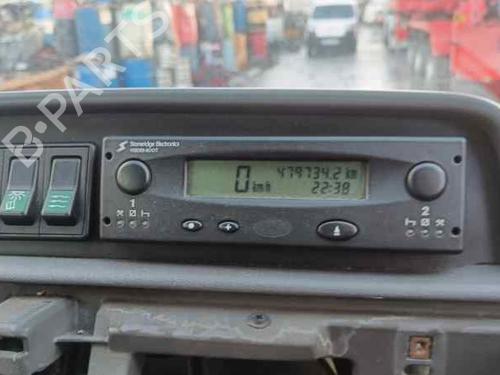 B-PARTS
Stoneridge Electronics
479734.2 km
0 km/h
22:38
1
2